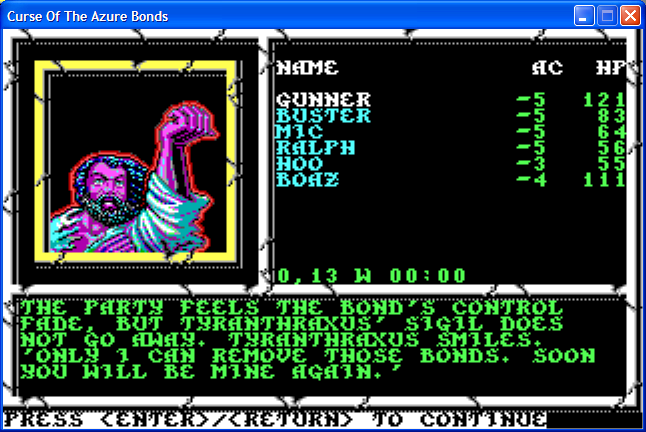 Curse Of The Azure Bonds
NAME AC HP
GUNNER -5 121
BUSTER -5 83
MIC -5 64
RALPH -5 56
HOO -3 55
BOAZ -4 111
0,13 W 00:00
THE PARTY FEELS THE BOND'S CONTROL
FADE, BUT TYRANTHRAXUS' SIGIL DOES
NOT GO AWAY. TYRANTHRAXUS SMILES.
'ONLY I CAN REMOVE THOSE BONDS. SOON
YOU WILL BE MINE AGAIN.'
PRESS <ENTER>/<RETURN> TO CONTINUE